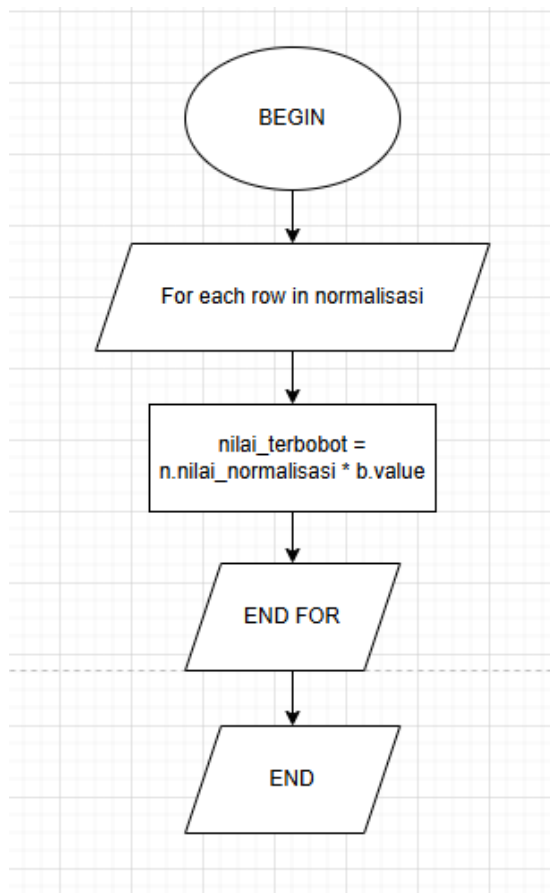 BEGIN
For each row in normalisasi
nilai_terbobot =
n.nilai_normalisasi * b.value
END FOR
END